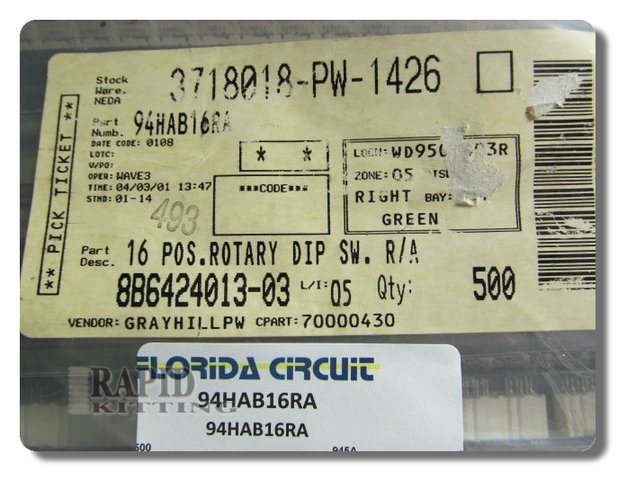 Stock
Ware.
NEDA
3718018-PW-1426
Part
Numb. 94HAB16RA
DATE CODE: 0108
LOTC:
W/PO:
OPER: WAVE3
TIME: 04/03/01 13:47
STND: 01-14
493
** PICK TICKET **
* *
***CODE***
WD950 3R
ZONE: 05
RIGHT BAY:
GREEN
Part
Desc. 16 POS.ROTARY DIP SW. R/A
8B6424013-03 L/I: 05 Qty: 500
VENDOR: GRAYHILLPW CPART: 70000430
FLORIDA CIRCUIT
94HAB16RA
94HAB16RA
RAPID
KITTING